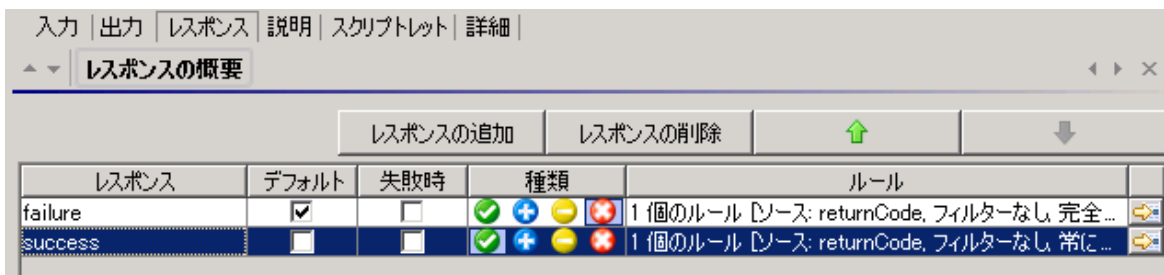 入力 | 出力 | レスポンス | 説明 | スクリプトレット | 詳細 |
レスポンスの概要
レスポンスの追加 レスポンスの削除
レスポンス デフォルト 失敗時 種類 ルール
failure 1 個のルール [ソース: returnCode, フィルターなし, 完全...
success 1 個のルール [ソース: returnCode, フィルターなし, 常に...